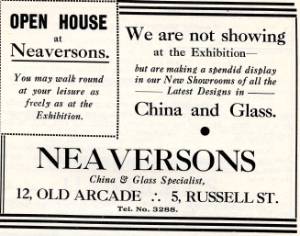 OPEN HOUSE
at
Neaversons.
You may walk round
at your leisure as
freely as at the
Exhibition.
We are not showing
at the Exhibition—
but are making a spendid display
in our New Showrooms of all the
Latest Designs in
China and Glass.
NEAVERSONS
China & Glass Specialist,
12, OLD ARCADE ∴ 5, RUSSELL ST.
Tel. No. 3288.